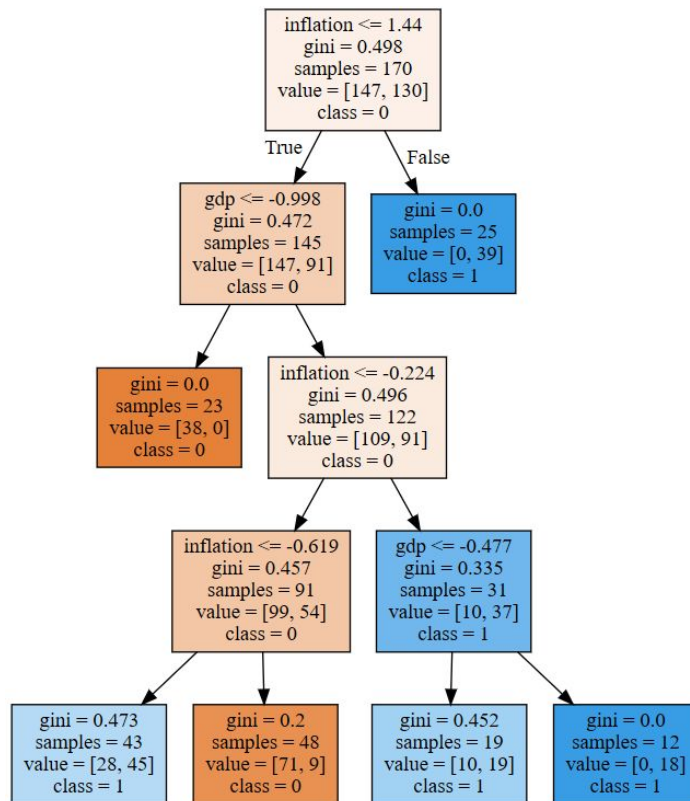 inflation <= 1.44
gini = 0.498
samples = 170
value = [147, 130]
class = 0
True
False
gdp <= -0.998
gini = 0.472
samples = 145
value = [147, 91]
class = 0
gini = 0.0
samples = 25
value = [0, 39]
class = 1
gini = 0.0
samples = 23
value = [38, 0]
class = 0
inflation <= -0.224
gini = 0.496
samples = 122
value = [109, 91]
class = 0
inflation <= -0.619
gini = 0.457
samples = 91
value = [99, 54]
class = 0
gdp <= -0.477
gini = 0.335
samples = 31
value = [10, 37]
class = 1
gini = 0.473
samples = 43
value = [28, 45]
class = 1
gini = 0.2
samples = 48
value = [71, 9]
class = 0
gini = 0.452
samples = 19
value = [10, 19]
class = 1
gini = 0.0
samples = 12
value = [0, 18]
class = 1